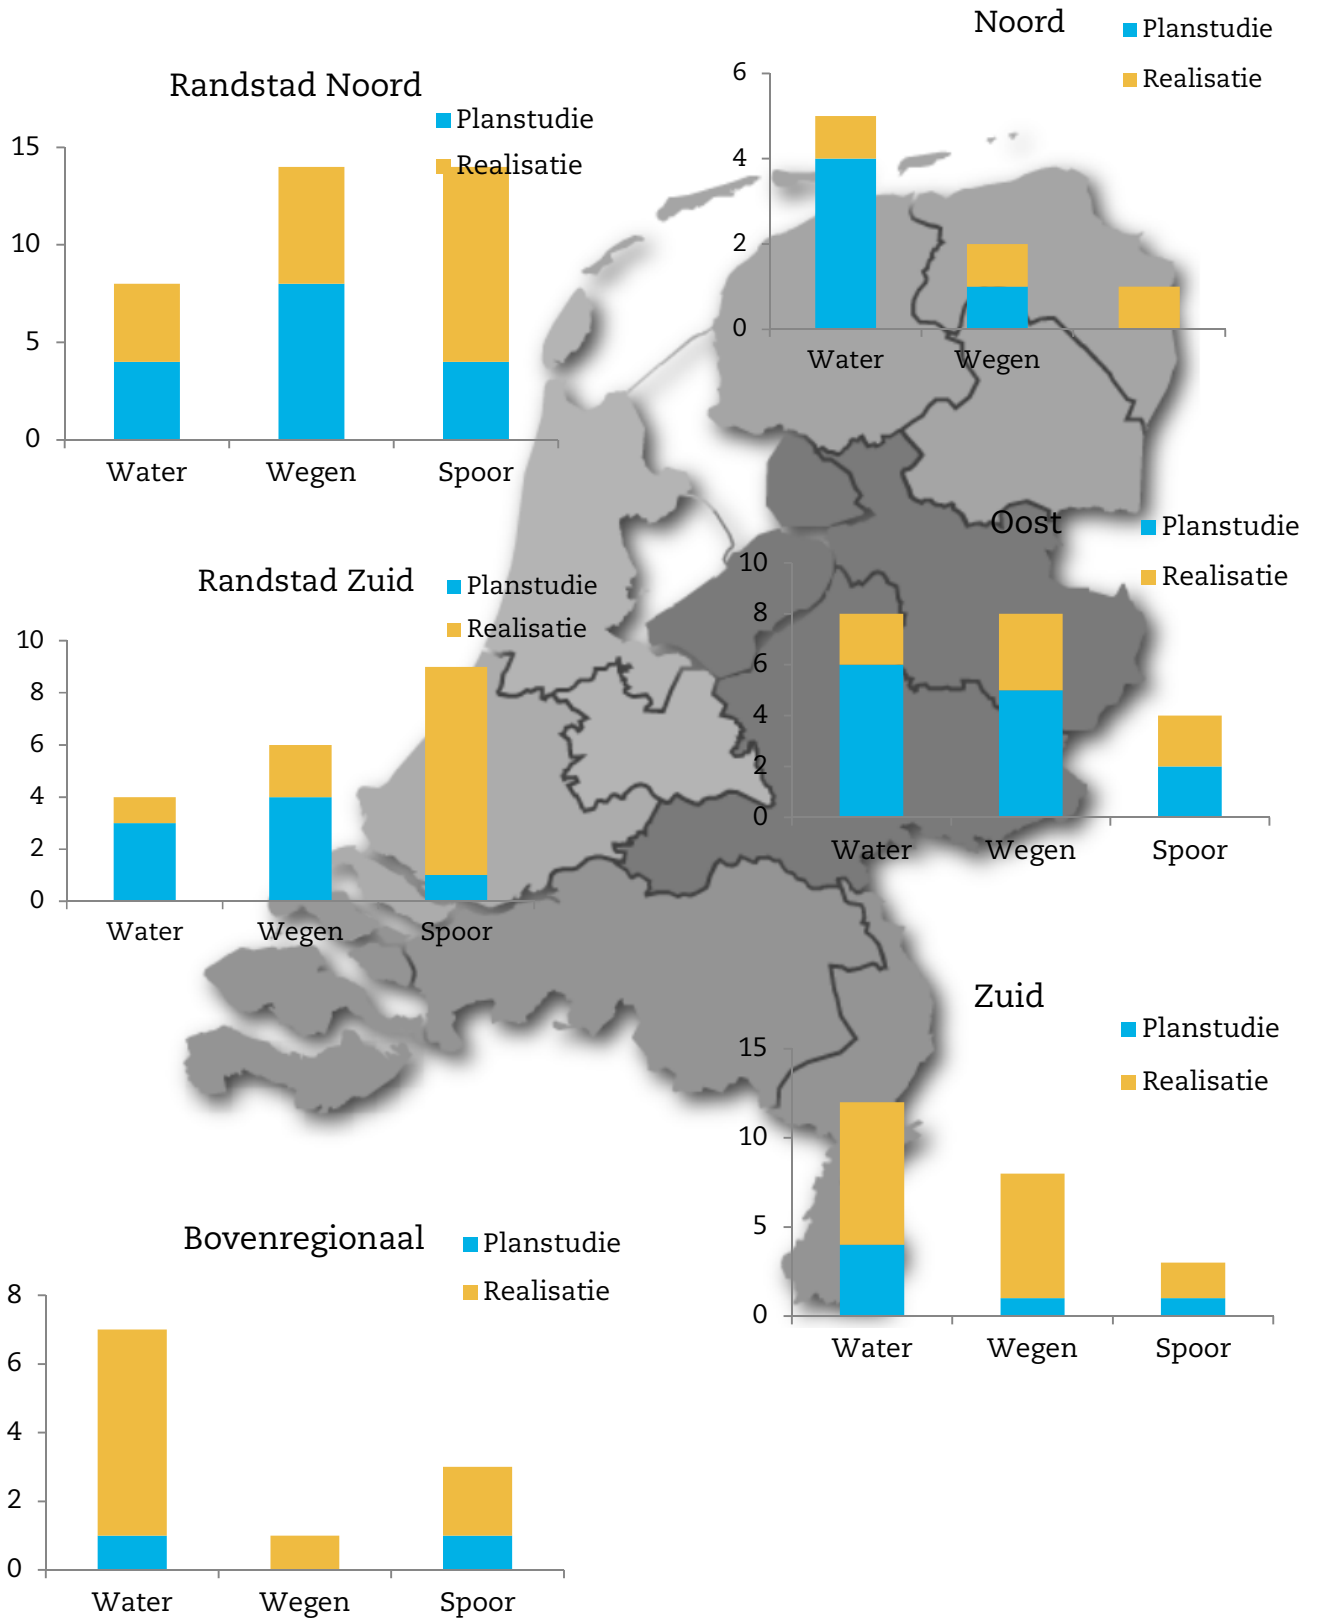 Noord
Planstudie
Realisatie
6
4
2
0
Water Wegen
Randstad Noord
Planstudie
Realisatie
15
10
5
0
Water Wegen Spoor
Oost
Planstudie
Realisatie
10
8
6
4
2
0
Water Wegen Spoor
Randstad Zuid
Planstudie
Realisatie
10
8
6
4
2
0
Water Wegen Spoor
Zuid
Planstudie
Realisatie
15
10
5
0
Water Wegen Spoor
Bovenregionaal
Planstudie
Realisatie
8
6
4
2
0
Water Wegen Spoor